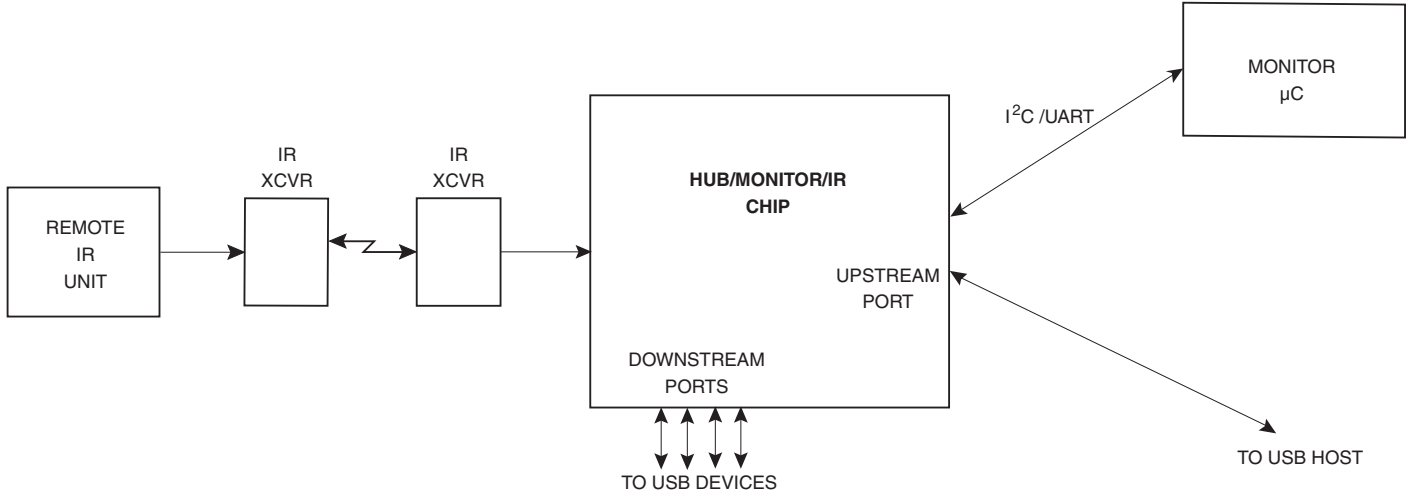 MONITOR
µC
I²C /UART
IR
XCVR
IR
XCVR
HUB/MONITOR/IR
CHIP
REMOTE
IR
UNIT
UPSTREAM
PORT
DOWNSTREAM
PORTS
TO USB HOST
TO USB DEVICES